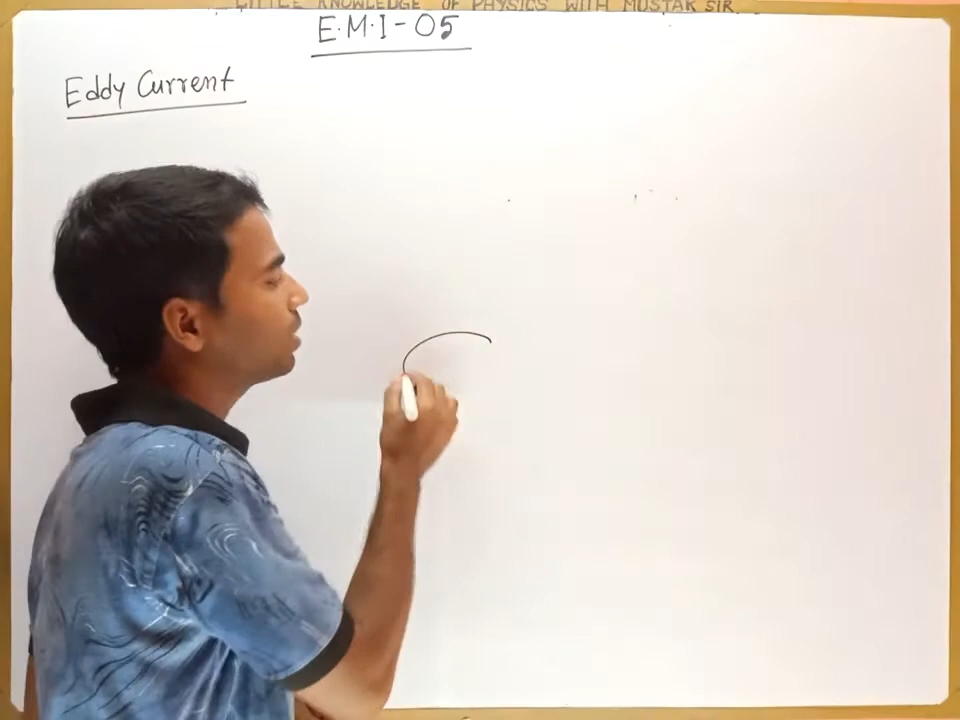 LITTLE KNOWLEDGE OF PHYSICS WITH MUSTAK SIR
E.M.I-05
Eddy Current